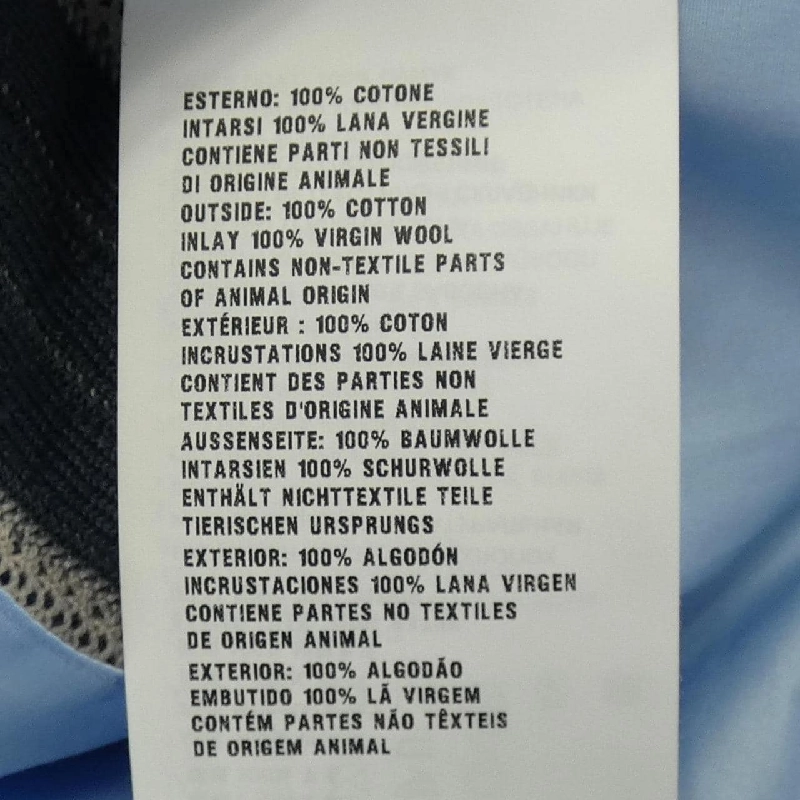 ESTERNO: 100% COTONE
INTARSI 100% LANA VERGINE
CONTIENE PARTI NON TESSILI
DI ORIGINE ANIMALE
OUTSIDE: 100% COTTON
INLAY 100% VIRGIN WOOL
CONTAINS NON-TEXTILE PARTS
OF ANIMAL ORIGIN
EXTÉRIEUR : 100% COTON
INCRUSTATIONS 100% LAINE VIERGE
CONTIENT DES PARTIES NON
TEXTILES D'ORIGINE ANIMALE
AUSSENSEITE: 100% BAUMWOLLE
INTARSIEN 100% SCHURWOLLE
ENTHÄLT NICHTTEXTILE TEILE
TIERISCHEN URSPRUNGS
EXTERIOR: 100% ALGODÓN
INCRUSTACIONES 100% LANA VIRGEN
CONTIENE PARTES NO TEXTILES
DE ORIGEN ANIMAL
EXTERIOR: 100% ALGODÃO
EMBUTIDO 100% LÃ VIRGEM
CONTÉM PARTES NÃO TÊXTEIS
DE ORIGEM ANIMAL